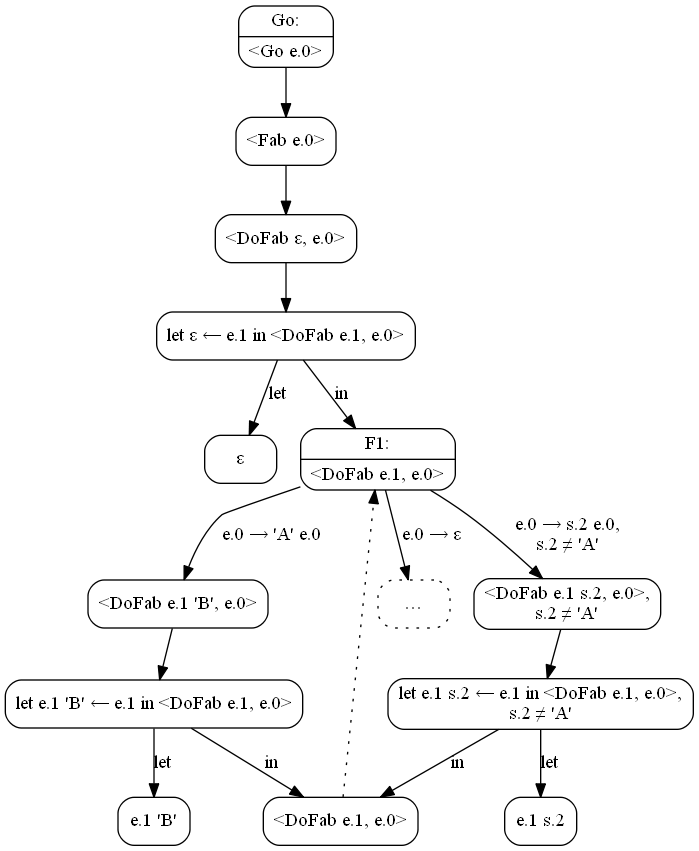 Go:
<Go e.0>
<Fab e.0>
<DoFab ε, e.0>
let ε ← e.1 in <DoFab e.1, e.0>
let
in
ε
F1:
<DoFab e.1, e.0>
e.0 → 'A' e.0
e.0 → ε
e.0 → s.2 e.0,
s.2 ≠ 'A'
<DoFab e.1 'B', e.0>
...
<DoFab e.1 s.2, e.0>,
s.2 ≠ 'A'
let e.1 'B' ← e.1 in <DoFab e.1, e.0>
let e.1 s.2 ← e.1 in <DoFab e.1, e.0>,
s.2 ≠ 'A'
let
in
in
let
e.1 'B'
<DoFab e.1, e.0>
e.1 s.2